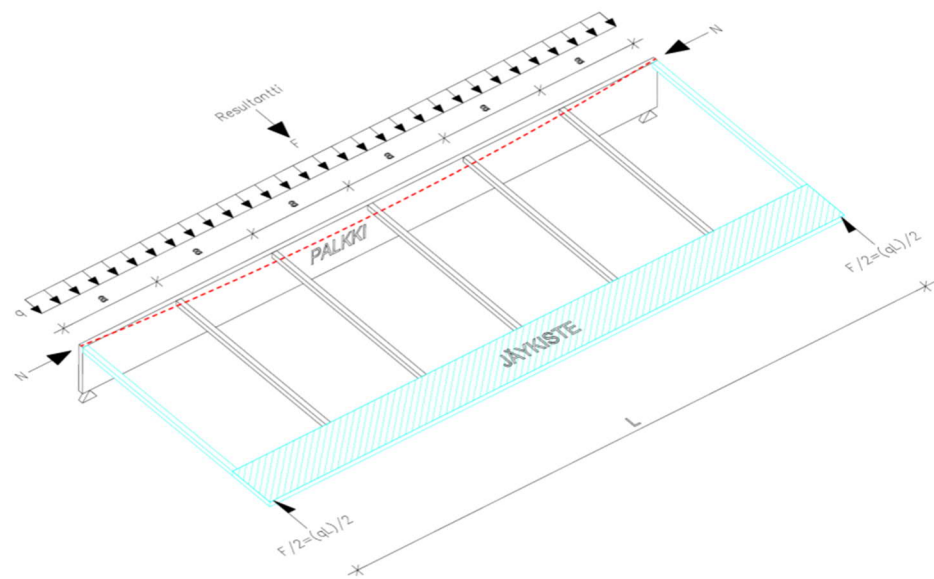 N
Resultantti
F
a
a
a
a
a
a
PALKKI
q
N
JÄYKISTE
F/2=(qL)/2
L
F/2=(qL)/2